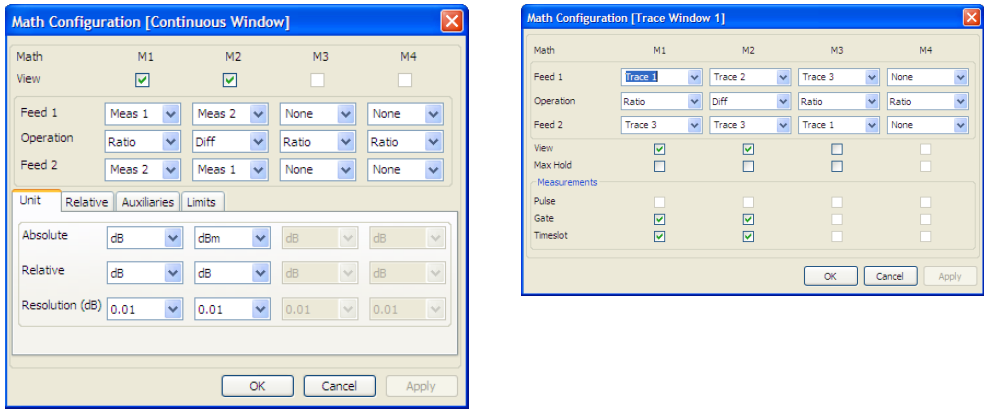 Math Configuration [Continuous Window]
Math M1 M2 M3 M4
View
Feed 1 Meas 1 Meas 2 None None
Operation Ratio Diff Ratio Ratio
Feed 2 Meas 2 Meas 1 None None
Unit Relative Auxiliaries Limits
Absolute dB dBm dB dB
Relative dB dB dB dB
Resolution (dB) 0.01 0.01 0.01 0.01
OK Cancel Apply
Math Configuration [Trace Window 1]
Math M1 M2 M3 M4
Feed 1 Trace 1 Trace 2 Trace 3 None
Operation Ratio Diff Ratio Ratio
Feed 2 Trace 3 Trace 3 Trace 1 None
View
Max Hold
Measurements
Pulse
Gate
Timeslot
OK Cancel Apply